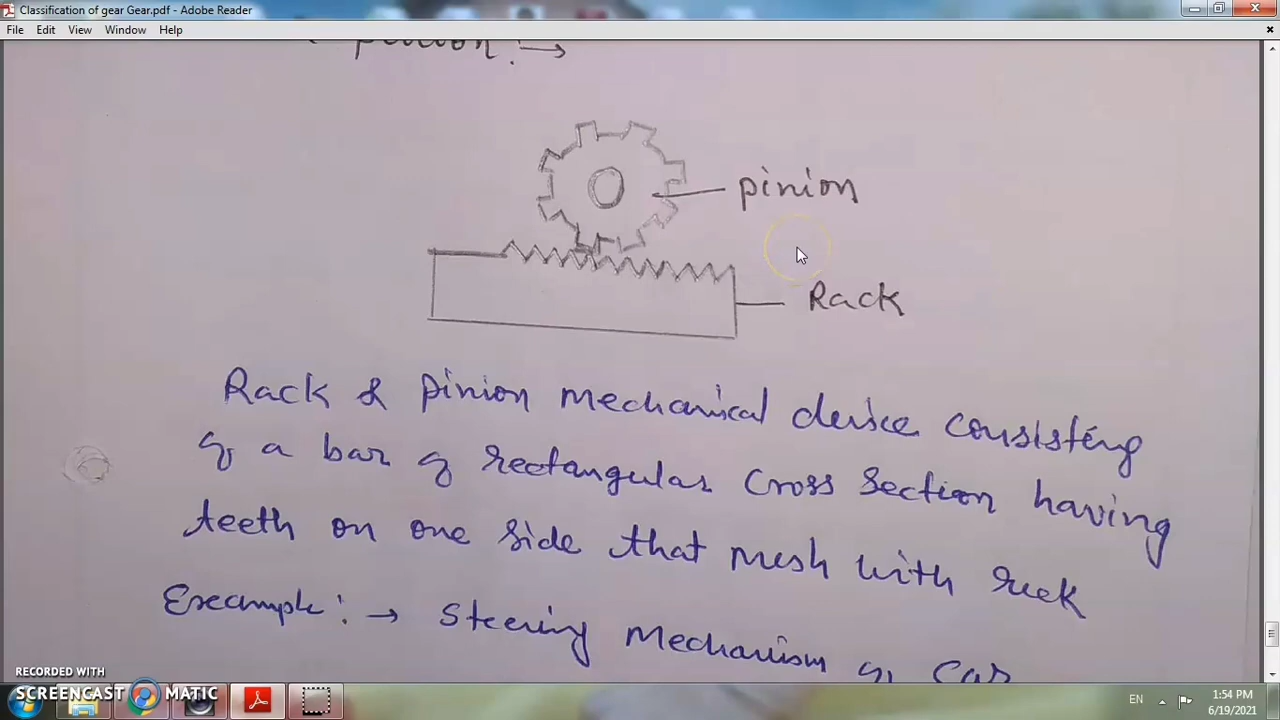 Classification of gear Gear.pdf - Adobe Reader
File Edit View Window Help
pinion :→
pinion
Rack
Rack & pinion mechanical device consisting
of a bar of rectangular cross section having
teeth on one side that mesh with
Example :→ Steering Mechanism of Car
RECORDED WITH
SCREENCAST MATIC
EN
1:54 PM
6/19/2021